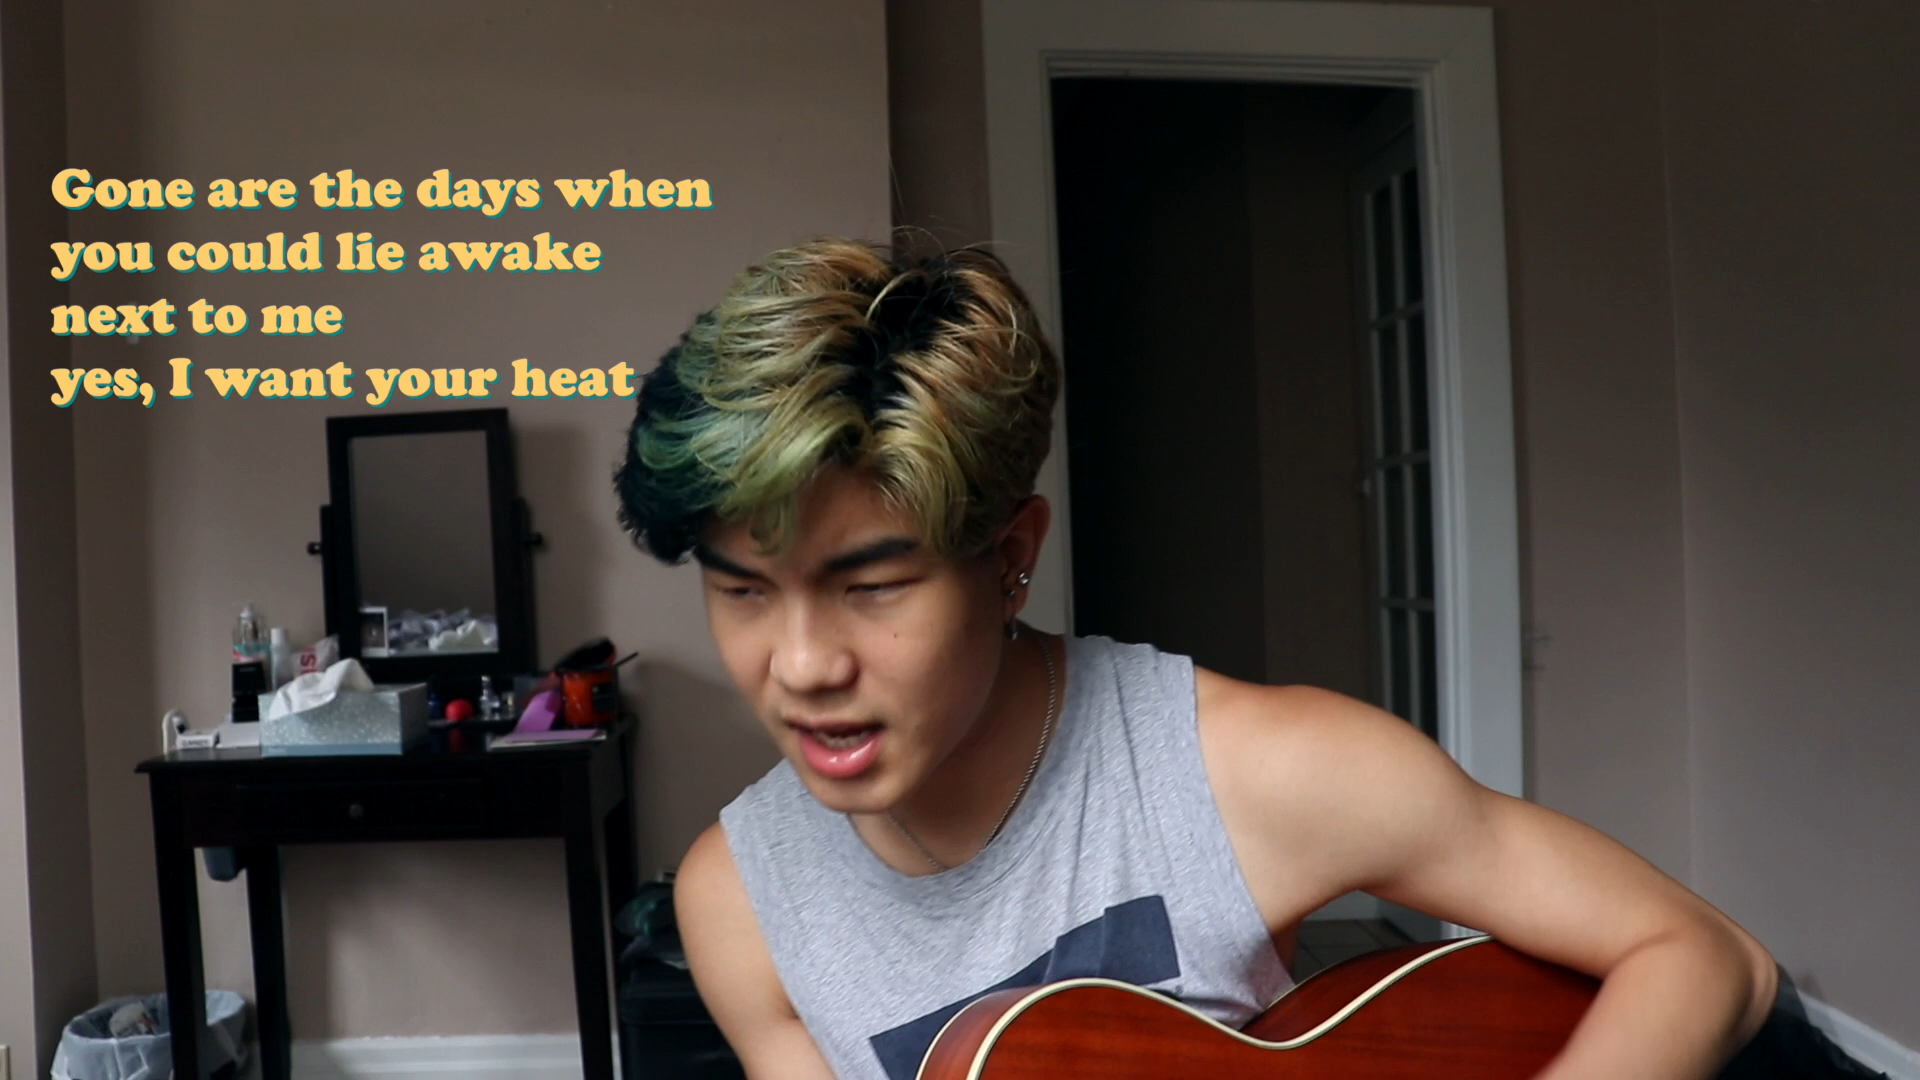 Gone are the days when
you could lie awake
next to me
yes, I want your heat